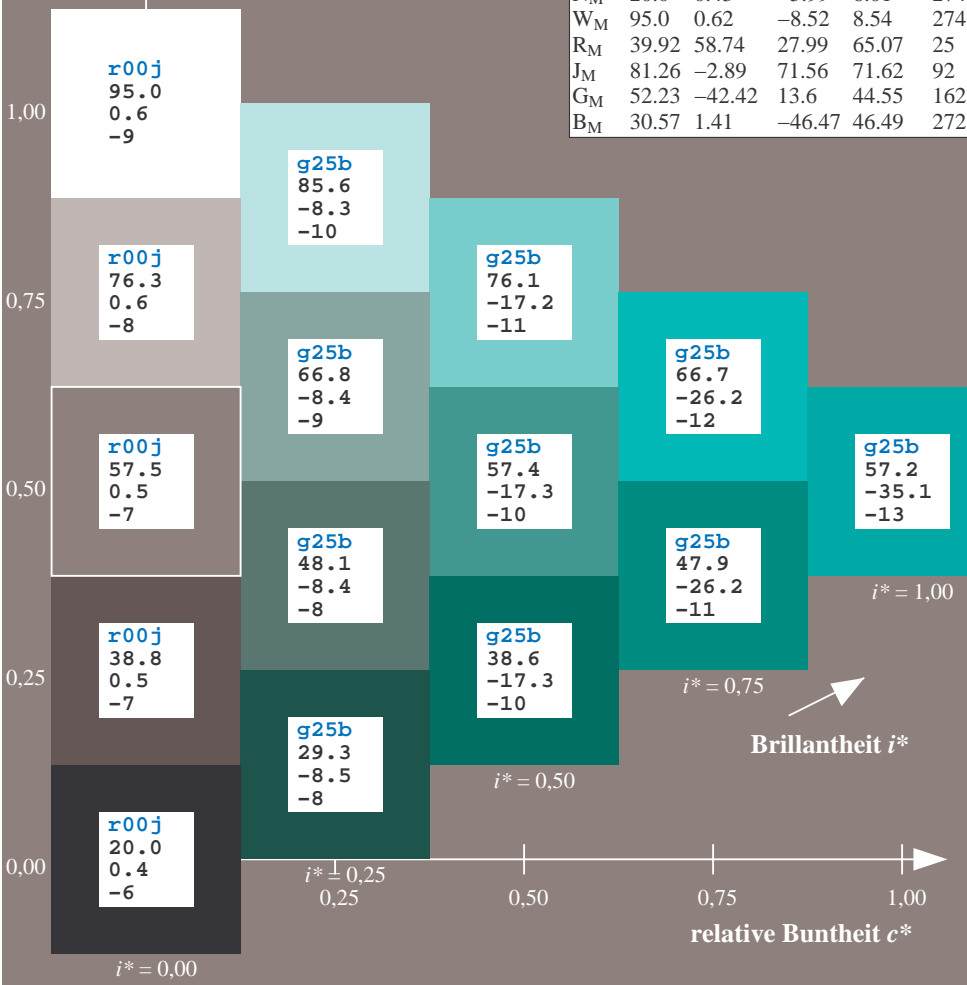 W_M 95.0 0.62 −8.52 8.54 274
R_M 39.92 58.74 27.99 65.07 25
J_M 81.26 −2.89 71.56 71.62 92
G_M 52.23 −42.42 13.6 44.55 162
B_M 30.57 1.41 −46.47 46.49 272
r00j
95.0
0.6
−9
1,00
g25b
85.6
−8.3
−10
r00j
76.3
0.6
−8
g25b
76.1
−17.2
−11
0,75
g25b
66.8
−8.4
−9
g25b
66.7
−26.2
−12
r00j
57.5
0.5
−7
g25b
57.4
−17.3
−10
g25b
57.2
−35.1
−13
0,50
g25b
48.1
−8.4
−8
g25b
47.9
−26.2
−11
i* = 1,00
r00j
38.8
0.5
−7
g25b
38.6
−17.3
−10
0,25
i* = 0,75
g25b
29.3
−8.5
−8
Brillantheit i*
i* = 0,50
r00j
20.0
0.4
−6
0,00
i* = 0,25
0,25 0,50 0,75 1,00
relative Buntheit c*
i* = 0,00